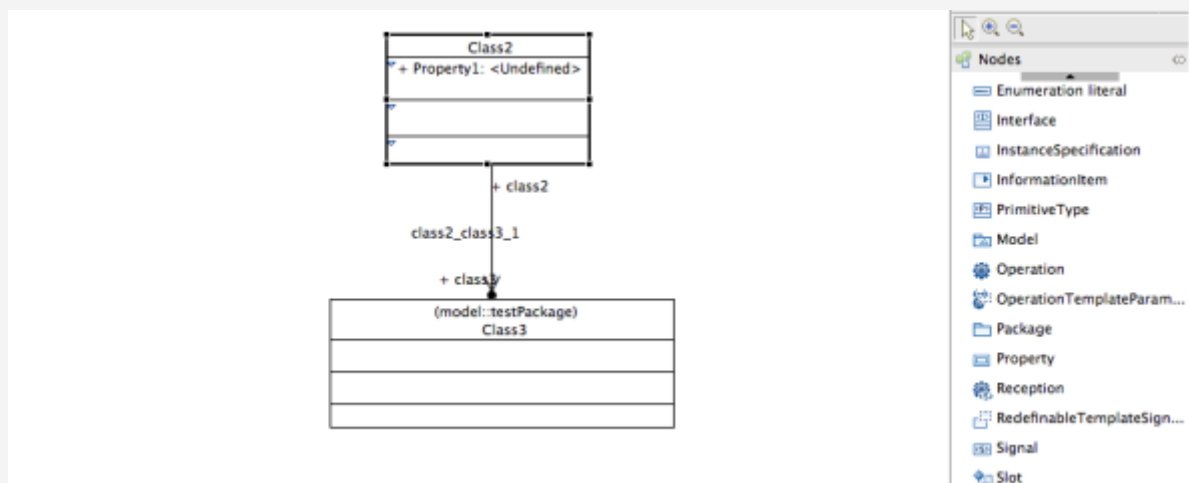 Class2
+ Property1: <Undefined>
+ class2
class2_class3_1
+ class3
(model::testPackage)
Class3
Nodes
Enumeration literal
Interface
InstanceSpecification
InformationItem
PrimitiveType
Model
Operation
OperationTemplateParam...
Package
Property
Reception
RedefinableTemplateSign...
Signal
Slot